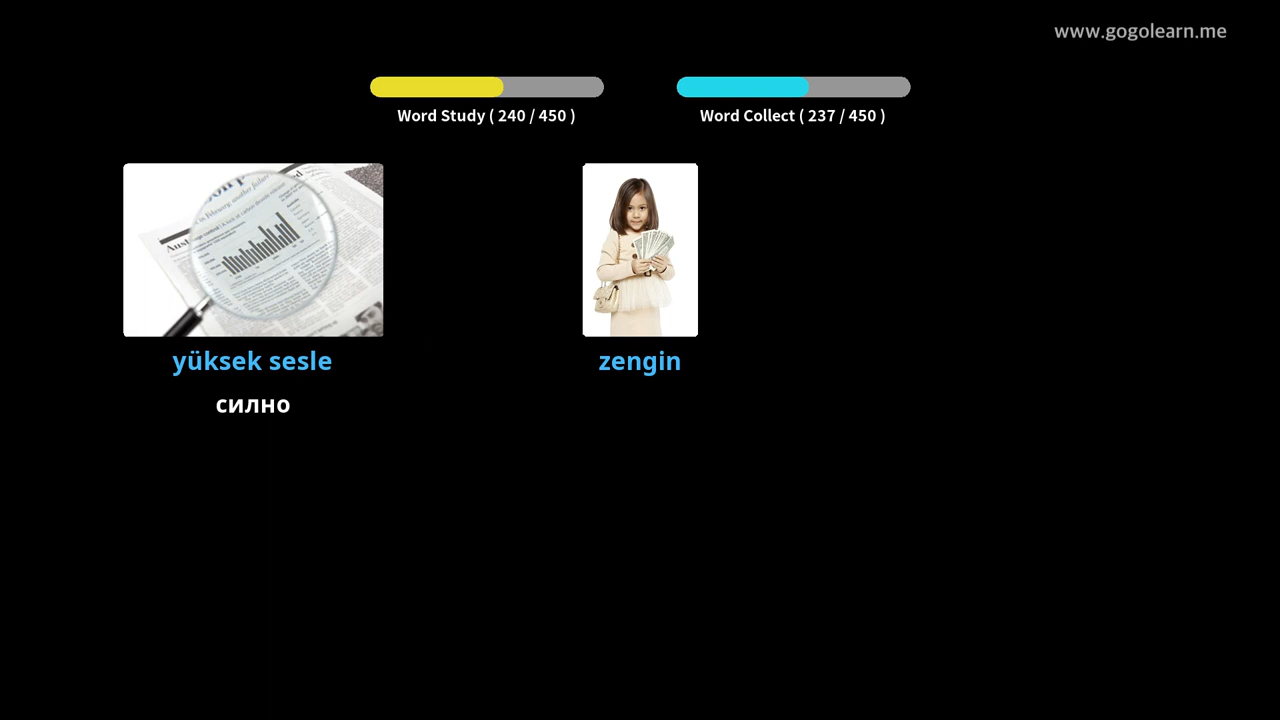 www.gogolearn.me
Word Study ( 240 / 450 )
Word Collect ( 237 / 450 )
yüksek sesle
zengin
силно